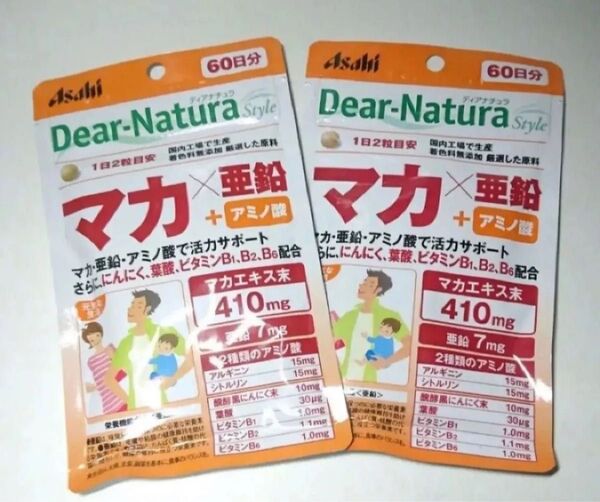 Asahi
60日分
ディアナチュラ
Dear-Natura Style
1日2粒目安
国内工場で生産
着色料無添加 厳選した原料
マカ×亜鉛
+アミノ酸
マカ・亜鉛・アミノ酸で活力サポート
さらに、にんにく、葉酸、ビタミンB1、B2、B6配合
マカエキス末
410mg
亜鉛 7mg
2種類のアミノ酸
アルギニン 15mg
シトルリン 15mg
醗酵黒にんにく末 10mg
葉酸 30μg
ビタミンB1 1.0mg
ビタミンB2 1.1mg
ビタミンB6 1.0mg
Asahi
60日分
ディアナチュラ
Dear-Natura Style
1日2粒目安
国内工場で生産
着色料無添加 厳選した原料
マカ×亜鉛
+アミノ酸
マカ・亜鉛・アミノ酸で活力サポート
さらに、にんにく、葉酸、ビタミンB1、B2、B6配合
マカエキス末
410mg
亜鉛 7mg
2種類のアミノ酸
アルギニン 15mg
シトルリン 15mg
醗酵黒にんにく末 10mg
葉酸 30μg
ビタミンB1 1.0mg
ビタミンB2 1.1mg
ビタミンB6 1.0mg